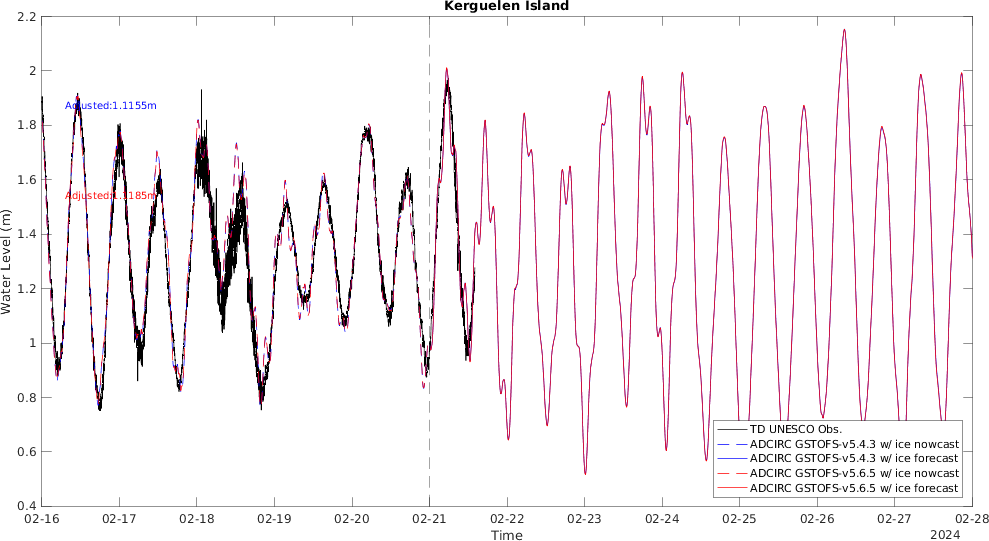 Kerguelen Island
2.2
2
1.8
1.6
1.4
1.2
1
0.8
0.6
0.4
Water Level (m)
Adjusted:1.1155m
Adjusted:1.1185m
TD UNESCO Obs.
ADCIRC GSTOFS-v5.4.3 w/ ice nowcast
ADCIRC GSTOFS-v5.4.3 w/ ice forecast
ADCIRC GSTOFS-v5.6.5 w/ ice nowcast
ADCIRC GSTOFS-v5.6.5 w/ ice forecast
02-16 02-17 02-18 02-19 02-20 02-21 02-22 02-23 02-24 02-25 02-26 02-27 02-28
Time
2024